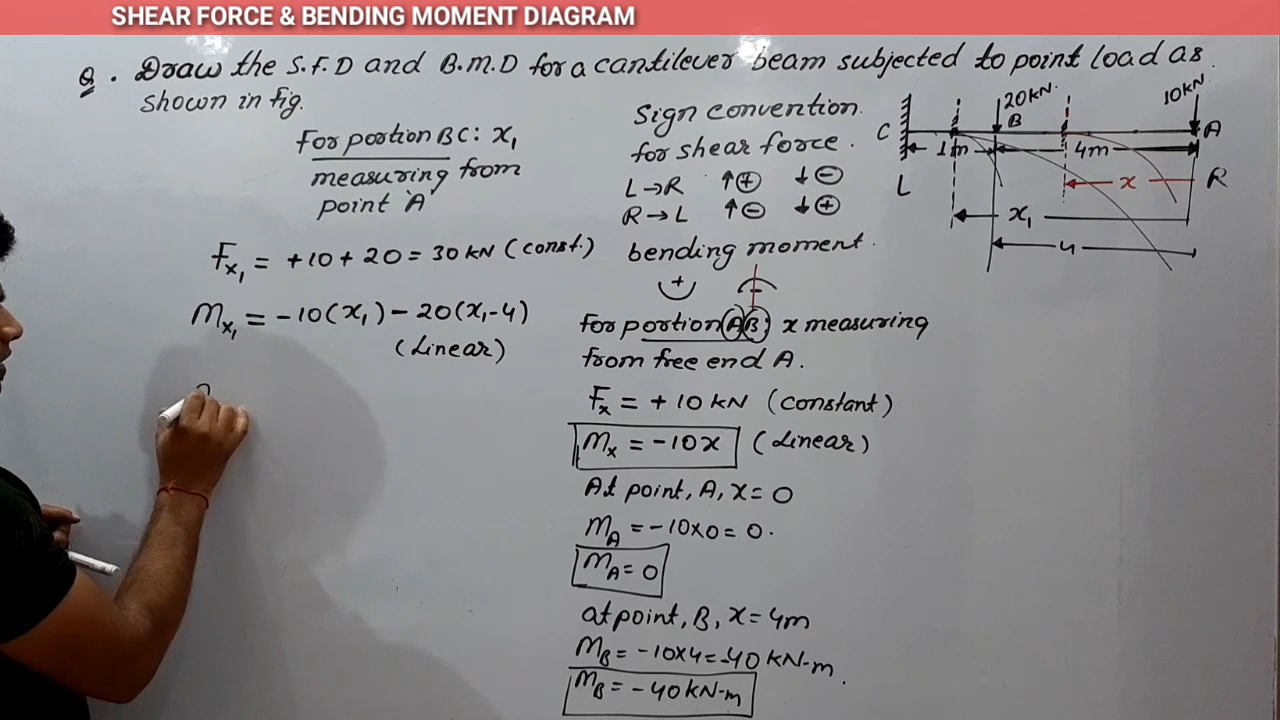 SHEAR FORCE & BENDING MOMENT DIAGRAM
Q. Draw the S.F.D and B.M.D for a cantilever beam subjected to point load as
shown in fig.
For portion BC: x₁
measuring from
point 'A'
Fx₁ = +10 + 20 = 30 kN (const.)
Mx₁ = -10(x₁) - 20(x₁-4)
(Linear)
Sign convention
for shear force.
L→R ↑⊕ ↓⊖
R→L ↑⊖ ↓⊕
bending moment.
+ -
For portion AB: x measuring
from free end A.
Fx = +10 kN (constant)
Mx = -10x (Linear)
At point, A, x = 0
MA = -10×0 = 0.
MA = 0
at point, B, x = 4m
MB = -10×4 = -40 kN-m.
MB = -40 kN-m
20kN
10kN
C B A
1m 4m
L x R
x₁
4